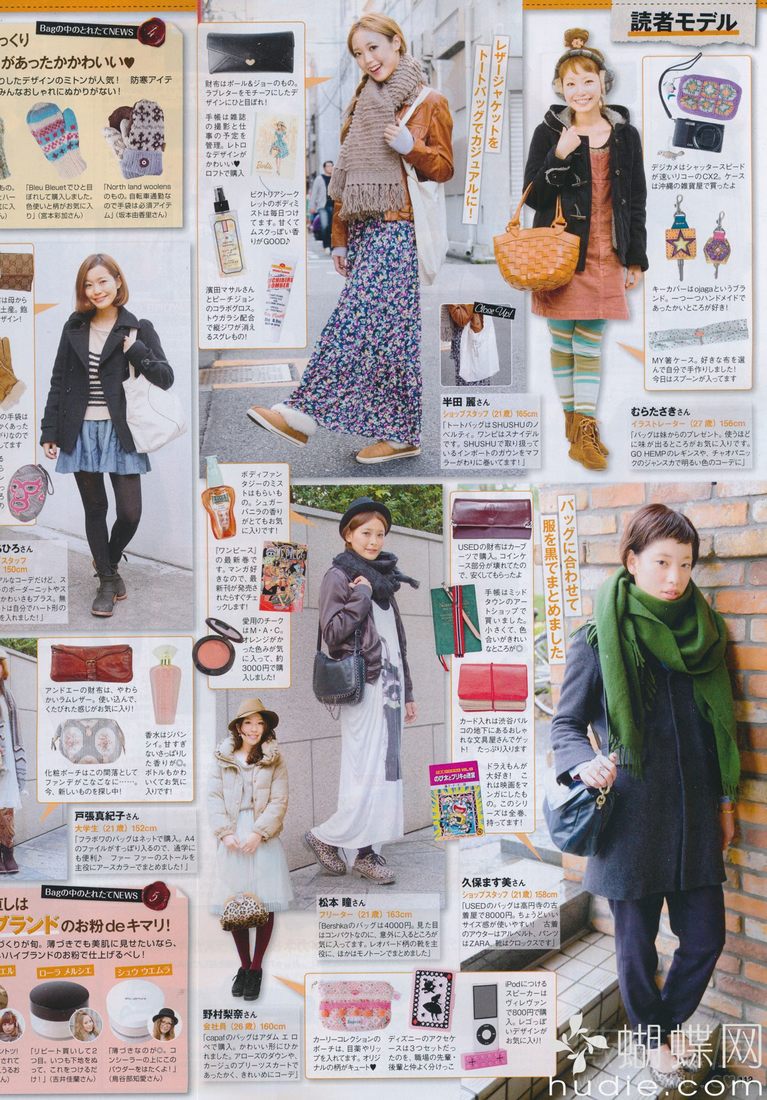 Bagの中のとれたてNEWS 4
っくり
があったかかわいい♥
のしたデザインのミトンが人気！ 防寒アイテ
みんなおしゃれにぬかりがない！
「Bleu Bleuetでひと目
ぼれして購入しました。
色使いと柄がお気に入
り」（宮本彩加さん）
「North land woolens
のもの。自転車通勤な
ので手袋は必須アイテ
ム」（坂本由香里さん）
財布はポール&ジョーのもの。
ラブレターをモチーフにした
デザインにひと目ぼれ！
手帳は雑誌
の撮影と仕
事の予定を
管理。レトロ
なデザインが
かわいい♥
ロフトで購入
ビクトリアシーク
レットのボディミ
ストは毎日つけ
てます。甘くて
ムスクっぽい香
りがGOOD♪
濱田マサルさん
とピーチジョン
のコラボグロス。
トウガラシ配合
で縦ジワが消え
るスグレもの！
レザージャケットを
トートバッグでカジュアルに！
Close Up!
半田 麗さん
ショップスタッフ（21歳）165cm
「トートバッグはSHUSHUのノ
ベルティ。ワンピはスナイデル
です。SHUSHUで取り扱って
いるインポートのガウンをマフ
ラーがわりに巻いてます！」
読者モデル
デジカメはシャッタースピード
が速いリコーのCX2。ケース
は沖縄の雑貨屋で買ったよ
キーカバーはojagaというブラ
ンド。一つ一つハンドメイドで
あったかいところが好き！
MY箸ケース。好きな布を選
んで自分で手作りしました！
今日はスプーンが入ってます
むらたさきさん
イラストレーター（27歳）156cm
「バッグは妹からのプレゼント。使うほど
に味が出るところがお気に入りです。
GO HEMPのレギンスや、チャオパニッ
クのジャンスカで明るい色のコーデに」
ちひろさん
スタッフ
150cm
ボディファン
タジーのミス
トはもらいも
の。シュガー
バニラの香り
がとてもお気
に入りです！
「ワンピース」
の最新巻で
す。マンガ好
きなので、最
新刊が発売さ
れたらすぐチ
ェックします！
愛用のチーク
はM・A・C。オ
レンジがかっ
た色みが気に
入って、約
3000円で購
入しました！
アンドエーの財布は、やわら
かいラムレザー。使い込んで、
くたびれた感じがお気に入り！
化粧ポーチはこの間落として
ファンデがこなごなに……。
今、新しいものを探し中！
香水はジバン
シイ。甘すぎ
ないさっぱり
した香りが◎。
ボトルもかわ
いくてお気に
入りです！
戸張真紀子さん
大学生（21歳）152cm
「フラボワのバッグはネットで購入。A4
のファイルがすっぽり入るので、通学に
も便利♪ ファー ファーのストールを
主役にアースカラーでまとめました！」
松本 瞳さん
フリーター（21歳）163cm
「Bershkaのバッグは4000円。見た目
はコンパクトなのに、意外に入るところが
気に入ってます。レオパード柄の靴を主
役に、ほかはモノトーンでまとめました」
USEDの財布はカーブ
ーツで購入。コインケ
ース部分が壊れてたの
で、安くしてもらったよ
手帳はミッド
タウンのアー
トショップで
買いました。
小さくて、色
合いがきれい
なところが◎
カード入れは渋谷パル
コの地下にあるおしゃ
れな文具屋さんでゲッ
ト！ たっぷり入ります
ドラえもんが
大好き！ こ
れは映画をマ
ンガにしたも
の。このシリ
ーズは全巻、
持ってます！
バッグに合わせて
服を黒でまとめました
久保ます美さん
ショップスタッフ（21歳）158cm
「USEDのバッグは高円寺の古
着屋で8000円。ちょうどいい
サイズ感が使いやすい！ 古
着のアウターはアルベルト、パンツ
はZARA、靴はクロックスです」
Bagの中のとれたてNEWS 5
直しは
ブランドのお粉deキマリ！
づくりが旬。薄づきでも美肌に見せたいなら、
いハイブランドのお粉で仕上げるべし！
ローラ メルシエ
シュウ ウエムラ
「リピート買いして2
つ目。いつも下地をぬ
って、これをつけるだ
け！」（吉井佳蘭さん）
「薄づきなのが◎。コ
ンシーラーの上にこの
パウダーをはたくよ！」
（鳥谷部知愛さん）
野村梨奈さん
会社員（26歳）160cm
「capafのバッグはアダム エ ロ
ペで購入。かわいい形にひ
かれました。アローズのダウンや、
カージュのプリーツスカートで
あったかく、きれいめにコーデ」
カーリーコレクションの
ポーチは、目薬やリッ
プを入れてます。オリジ
ナルの柄がキュート♥
ディズニーのアクセケ
ースは3つセットだっ
たのを、職場の先輩・
後輩と仲よく分けっこ
iPodにつける
スピーカーは
ヴィレヴァン
で800円で購
入。レゴっぽ
いデザインが
お気に入り！
蝴蝶网
hudie.com